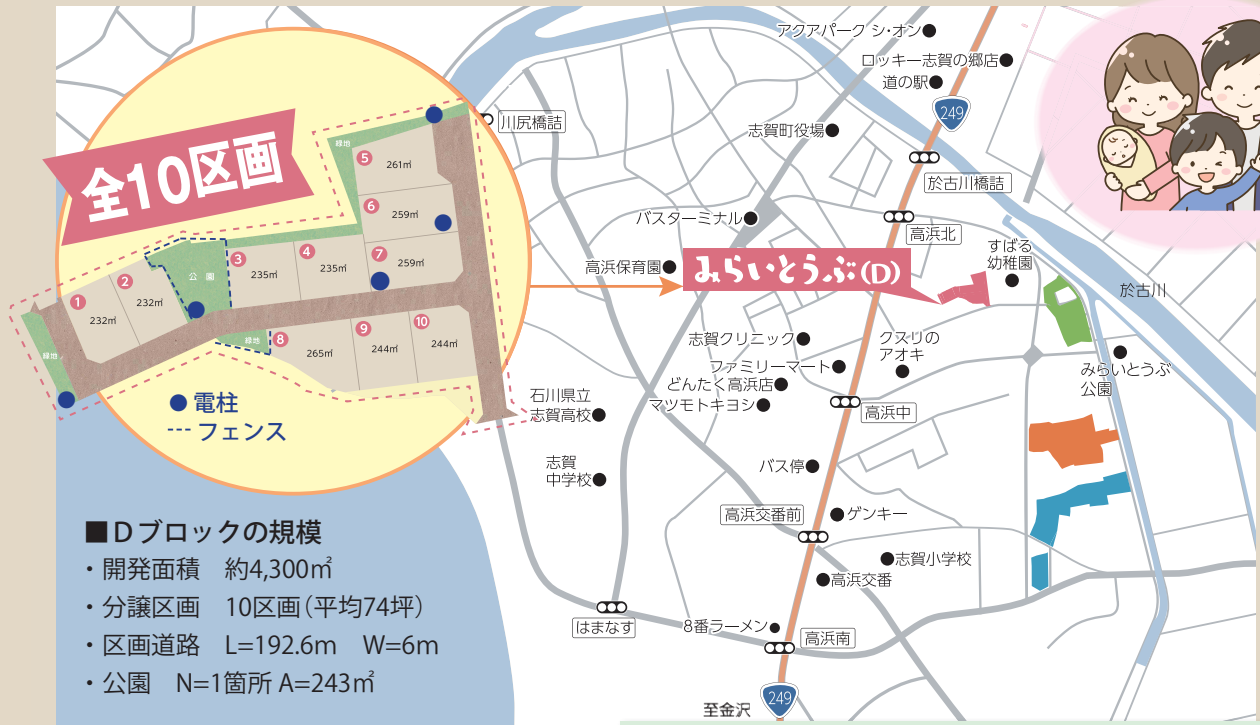 全10区画
緑地
5
261㎡
6
259㎡
7
259㎡
4
235㎡
3
235㎡
公園
2
232㎡
1
232㎡
緑地
緑地
8
265㎡
9
244㎡
10
244㎡
電柱
フェンス
■Dブロックの規模
・開発面積　約4,300㎡
・分譲区画　10区画（平均74坪）
・区画道路　L=192.6m　W=6m
・公園　N=1箇所 A=243㎡
アクアパーク シ・オン
ロッキー志賀の郷店
道の駅
249
川尻橋詰
志賀町役場
於古川橋詰
バスターミナル
高浜北
すばる
幼稚園
高浜保育園
みらいとうぶ(D)
於古川
志賀クリニック
クスリの
アオキ
ファミリーマート
どんたく高浜店
マツモトキヨシ
みらいとうぶ
公園
石川県立
志賀高校
高浜中
志賀
中学校
バス停
高浜交番前
ゲンキー
志賀小学校
高浜交番
はまなす
8番ラーメン
高浜南
249
至金沢